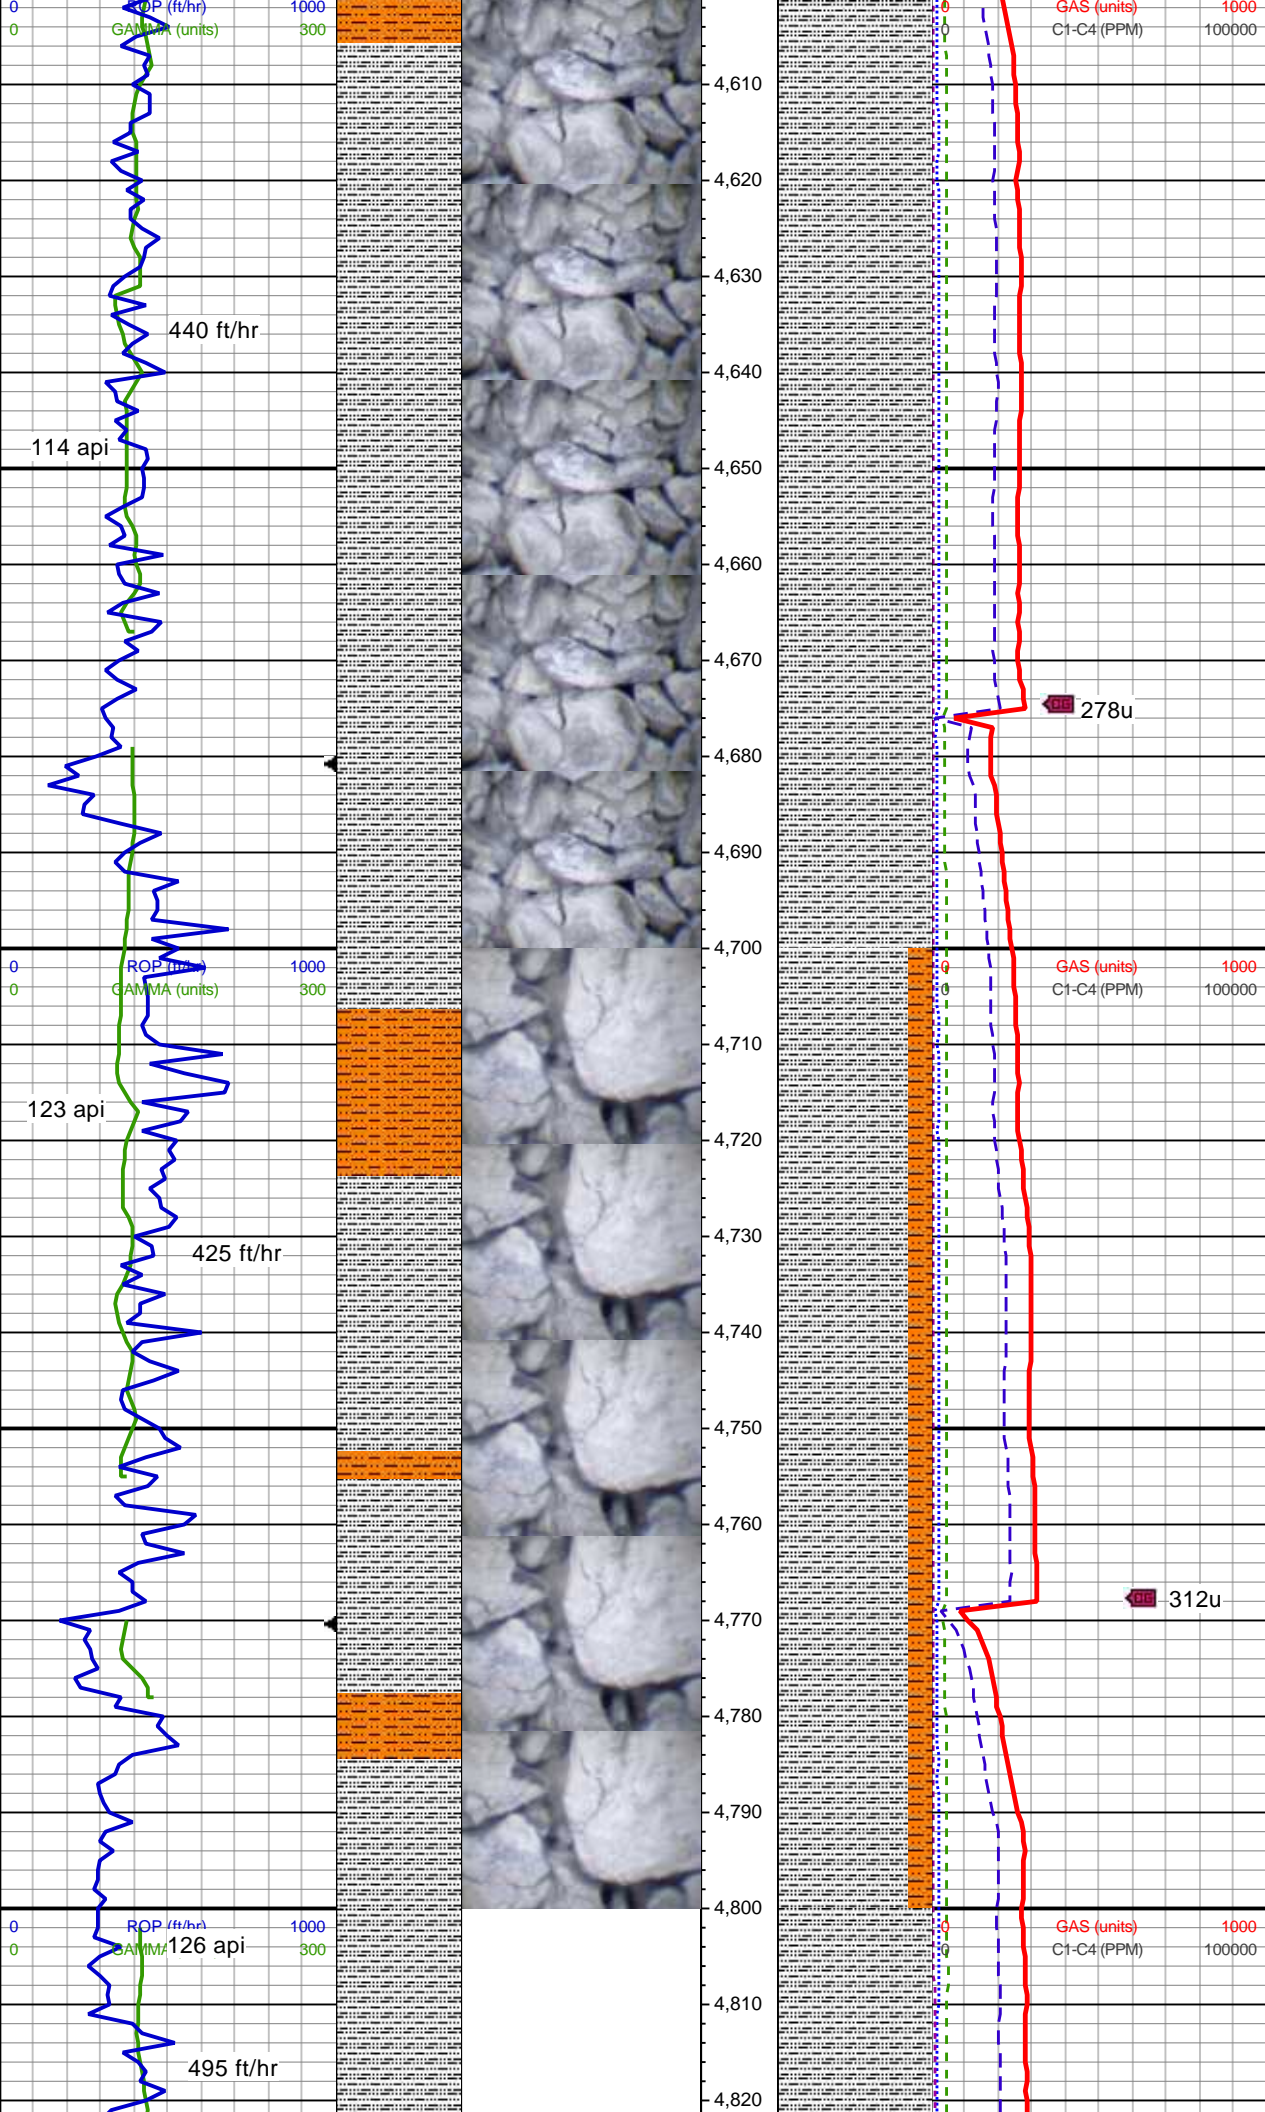 ROP (ft/hr) 1000 0 GAS (units) 1000
0 GAMMA (units) 300 0 C1-C4 (PPM) 100000
4,610
4,620
4,630
440 ft/hr
4,640
114 api
4,650
4,660
4,670
DG 278u
4,680
4,690
4,700
0 ROP (ft/hr) 1000 0 GAS (units) 1000
0 GAMMA (units) 300 0 C1-C4 (PPM) 100000
4,710
123 api
4,720
4,730
425 ft/hr
4,740
4,750
4,760
DG 312u
4,770
4,780
4,790
4,800
0 ROP (ft/hr) 1000 0 GAS (units) 1000
0 GAMMA 126 api 300 0 C1-C4 (PPM) 100000
4,810
495 ft/hr
4,820